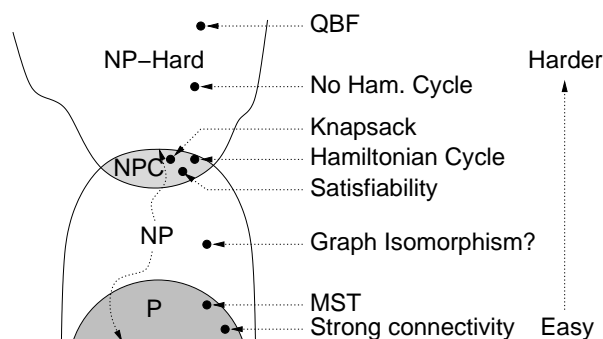 QBF
NP–Hard
Harder
No Ham. Cycle
Knapsack
NPC
Hamiltonian Cycle
Satisfiability
NP
Graph Isomorphism?
P
MST
Strong connectivity
Easy